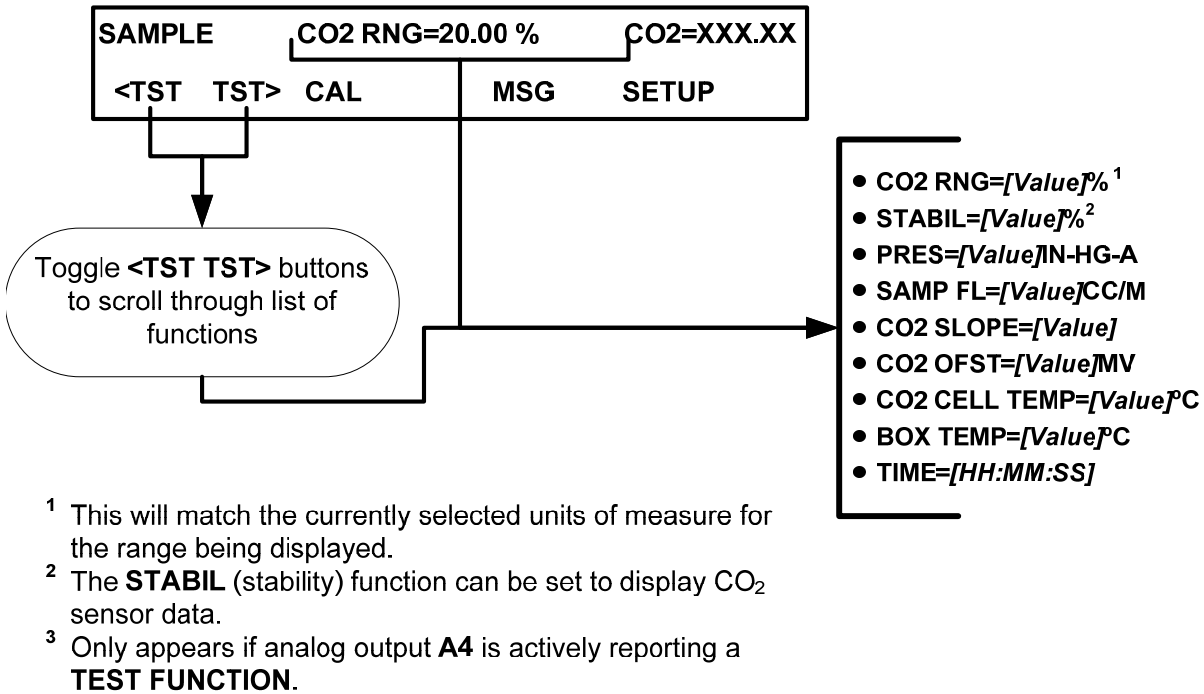 SAMPLE CO2 RNG=20.00 % CO2=XXX.XX
<TST TST> CAL MSG SETUP
Toggle <TST TST> buttons
to scroll through list of
functions
• CO2 RNG=[Value]% ¹
• STABIL=[Value]%²
• PRES=[Value]IN-HG-A
• SAMP FL=[Value]CC/M
• CO2 SLOPE=[Value]
• CO2 OFST=[Value]MV
• CO2 CELL TEMP=[Value]ºC
• BOX TEMP=[Value]ºC
• TIME=[HH:MM:SS]
¹ This will match the currently selected units of measure for
the range being displayed.
² The STABIL (stability) function can be set to display CO₂
sensor data.
³ Only appears if analog output A4 is actively reporting a
TEST FUNCTION.